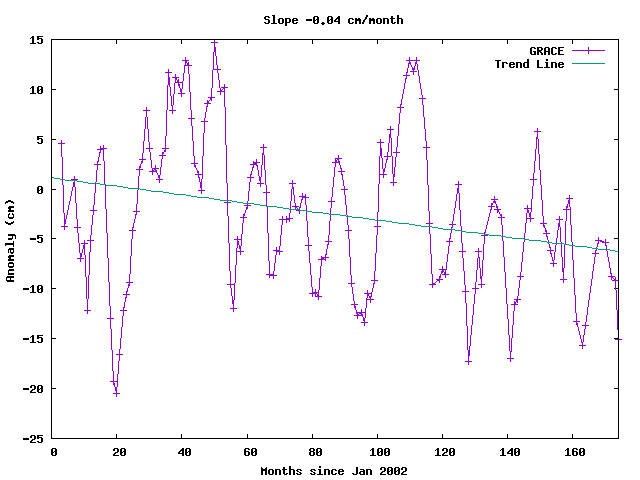 Slope -0.04 cm/month
GRACE
Trend Line
15
10
5
0
-5
-10
-15
-20
-25
Anomaly (cm)
0 20 40 60 80 100 120 140 160
Months since Jan 2002